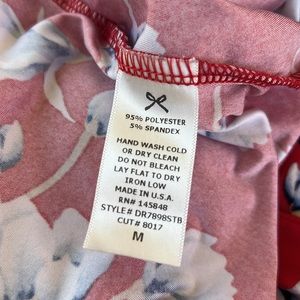 95% POLYESTER
5% SPANDEX
HAND WASH COLD
OR DRY CLEAN
DO NOT BLEACH
LAY FLAT TO DRY
IRON LOW
MADE IN U.S.A.
RN# 145848
STYLE# DR7898STB
CUT# 8017
M